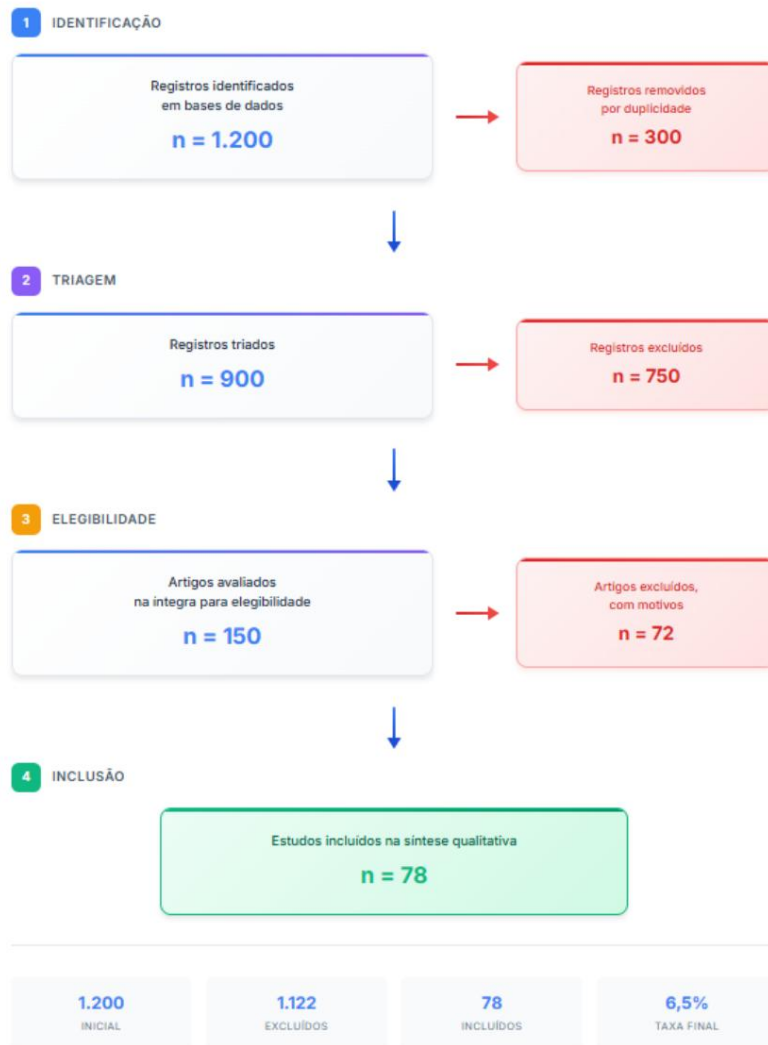 1 IDENTIFICAÇÃO
Registros identificados
em bases de dados
n = 1.200
Registros removidos
por duplicidade
n = 300
2 TRIAGEM
Registros triados
n = 900
Registros excluídos
n = 750
3 ELEGIBILIDADE
Artigos avaliados
na íntegra para elegibilidade
n = 150
Artigos excluídos,
com motivos
n = 72
4 INCLUSÃO
Estudos incluídos na síntese qualitativa
n = 78
1.200
INICIAL
1.122
EXCLUÍDOS
78
INCLUÍDOS
6,5%
TAXA FINAL